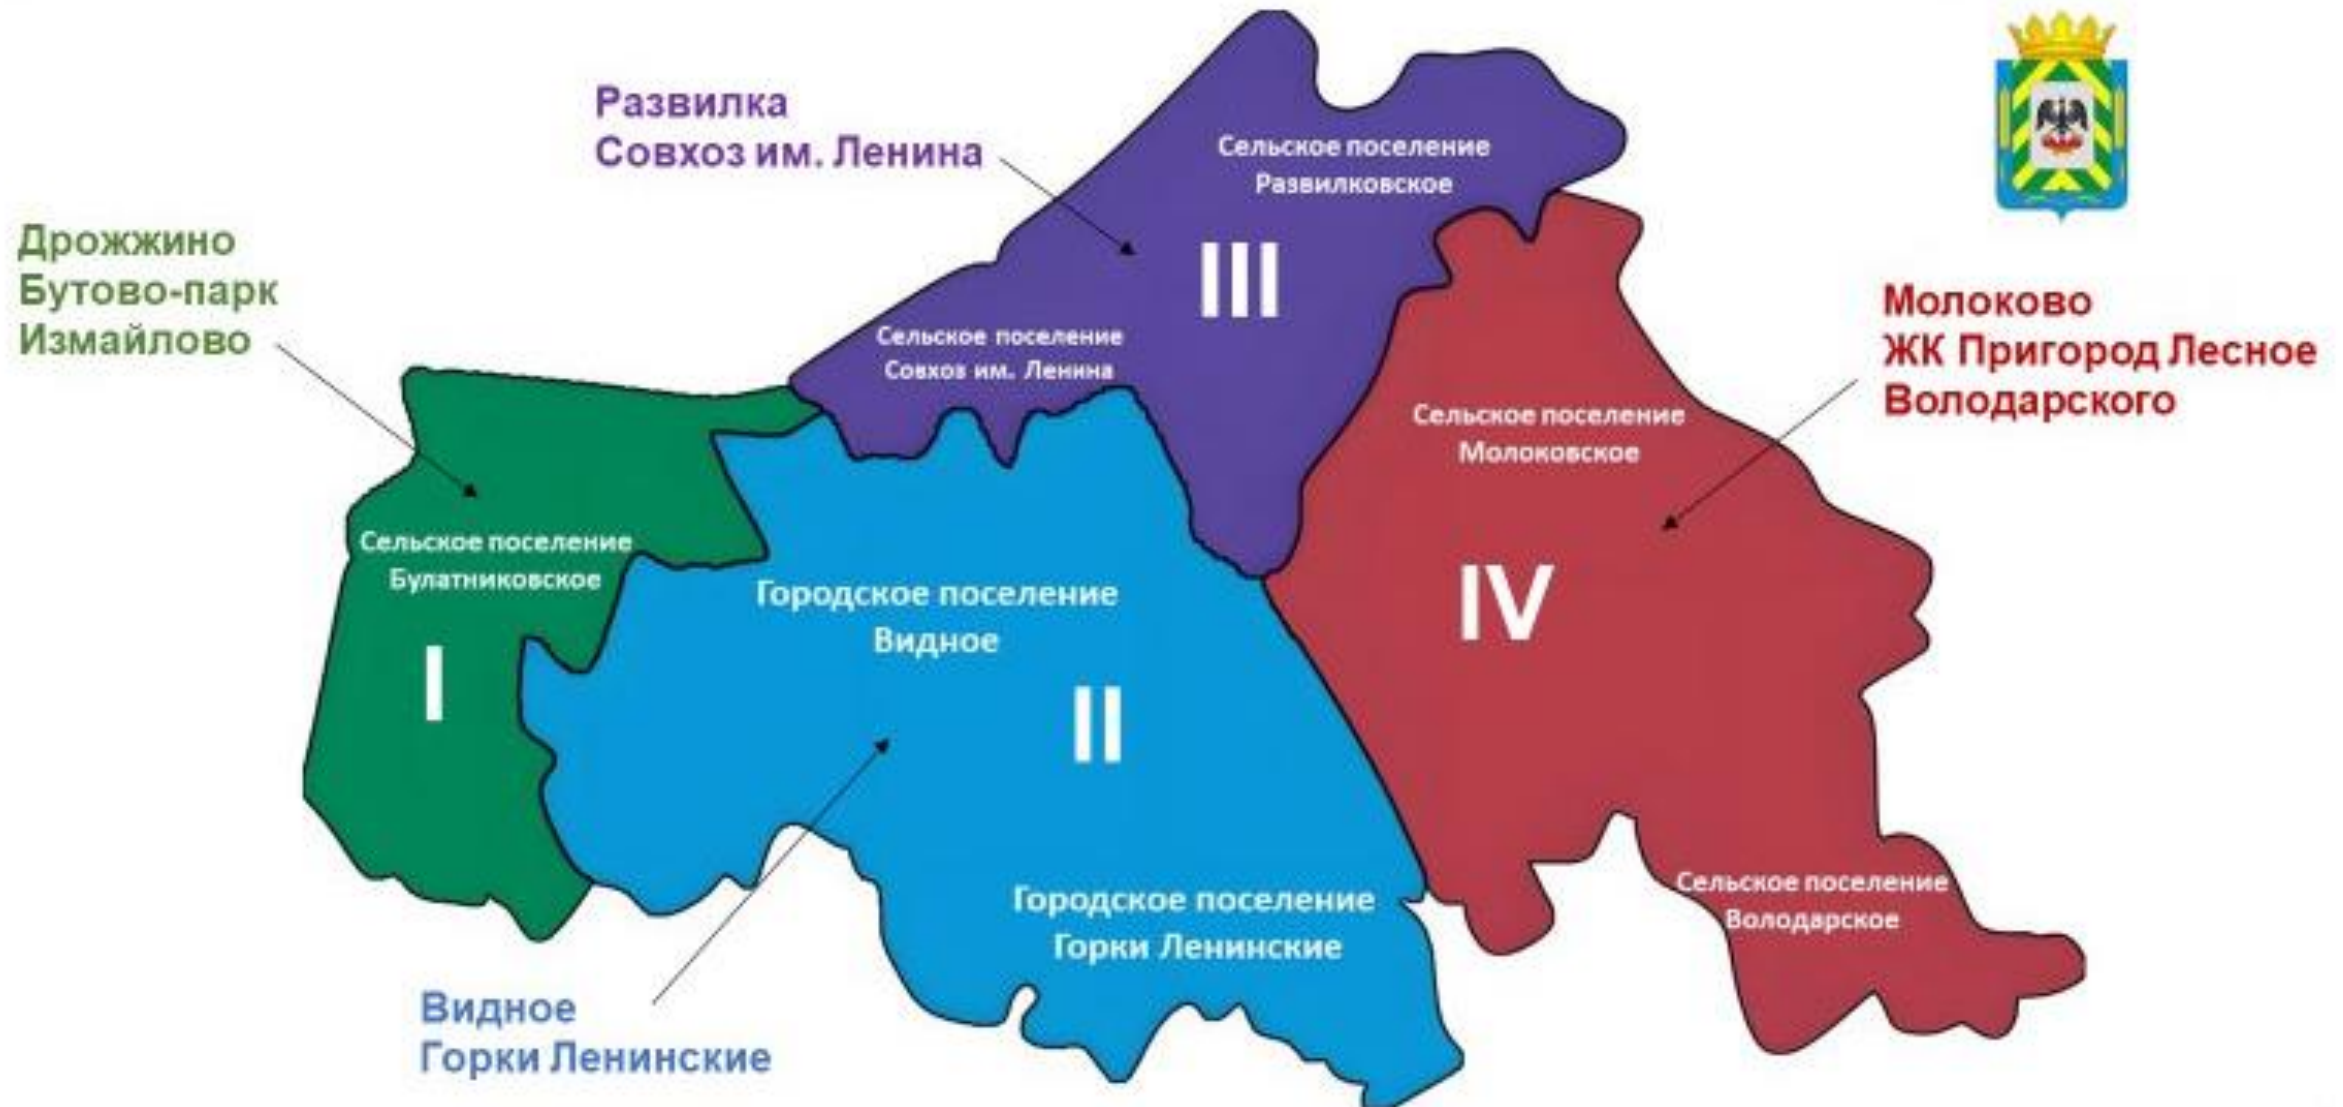 Развилка
Совхоз им. Ленина
Сельское поселение
Развилковское
III
Дрожжино
Бутово-парк
Измайлово
Сельское поселение
Совхоз им. Ленина
Молоково
ЖК Пригород Лесное
Володарского
Сельское поселение
Молоковское
IV
Сельское поселение
Булатниковское
I
Городское поселение
Видное
II
Городское поселение
Горки Ленинские
Сельское поселение
Володарское
Видное
Горки Ленинские